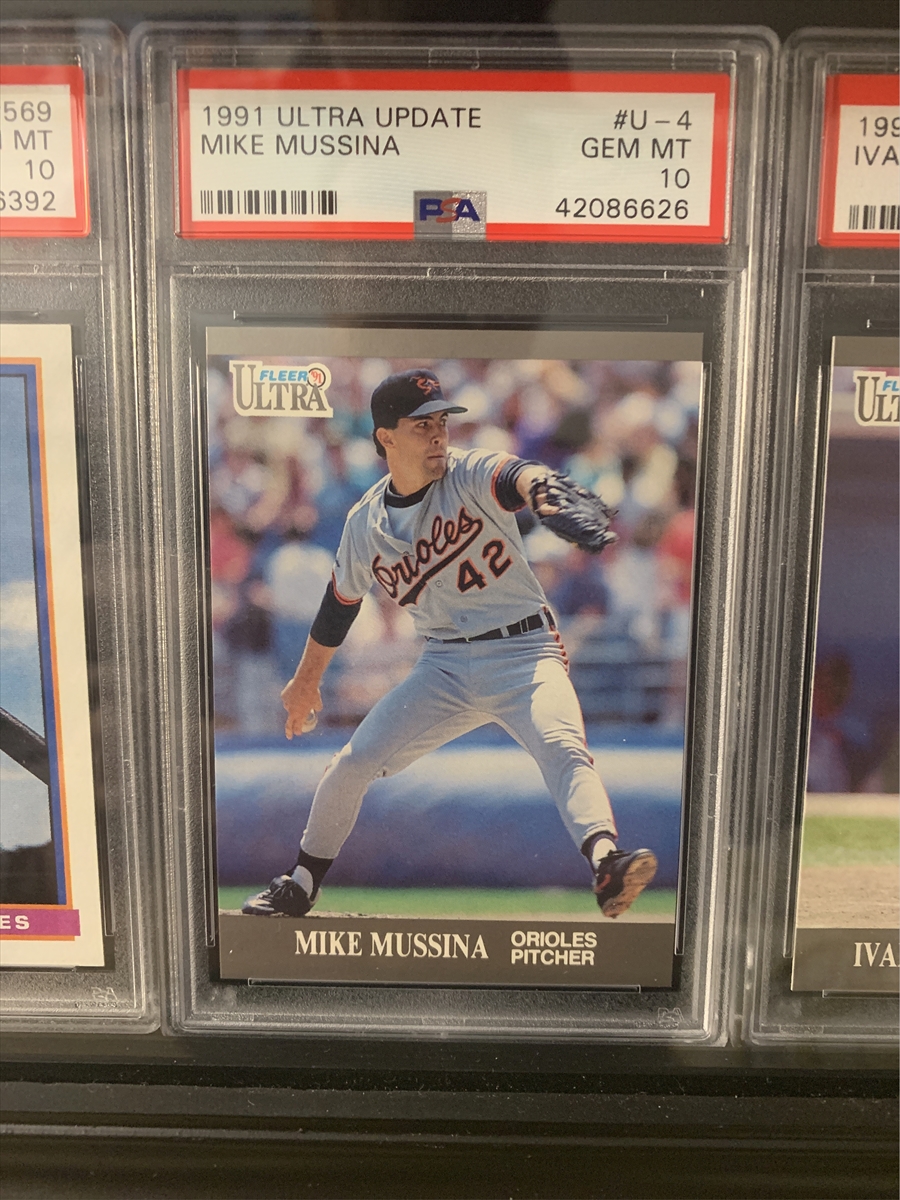 569
MT
10
6392
1991 ULTRA UPDATE
#U-4
MIKE MUSSINA
GEM MT
10
PSA
42086626
199
IVA
FLEER '91
ULTRA
Orioles
42
MIKE MUSSINA
ORIOLES
PITCHER
ES
FL
ULT
IVA